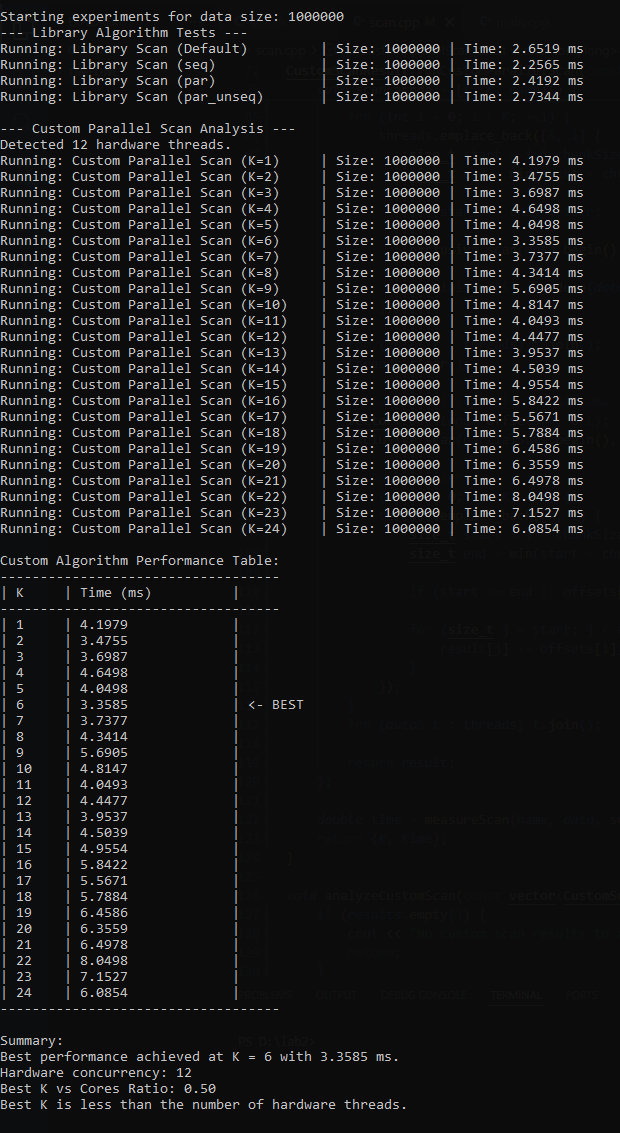 Starting experiments for data size: 1000000
--- Library Algorithm Tests ---
Running: Library Scan (Default)         | Size: 1000000 | Time: 2.6519 ms
Running: Library Scan (seq)             | Size: 1000000 | Time: 2.2565 ms
Running: Library Scan (par)             | Size: 1000000 | Time: 2.4192 ms
Running: Library Scan (par_unseq)       | Size: 1000000 | Time: 2.7344 ms

--- Custom Parallel Scan Analysis ---
Detected 12 hardware threads.
Running: Custom Parallel Scan (K=1)     | Size: 1000000 | Time: 4.1979 ms
Running: Custom Parallel Scan (K=2)     | Size: 1000000 | Time: 3.4755 ms
Running: Custom Parallel Scan (K=3)     | Size: 1000000 | Time: 3.6987 ms
Running: Custom Parallel Scan (K=4)     | Size: 1000000 | Time: 4.6498 ms
Running: Custom Parallel Scan (K=5)     | Size: 1000000 | Time: 4.0498 ms
Running: Custom Parallel Scan (K=6)     | Size: 1000000 | Time: 3.3585 ms
Running: Custom Parallel Scan (K=7)     | Size: 1000000 | Time: 3.7377 ms
Running: Custom Parallel Scan (K=8)     | Size: 1000000 | Time: 4.3414 ms
Running: Custom Parallel Scan (K=9)     | Size: 1000000 | Time: 5.6905 ms
Running: Custom Parallel Scan (K=10)    | Size: 1000000 | Time: 4.8147 ms
Running: Custom Parallel Scan (K=11)    | Size: 1000000 | Time: 4.0493 ms
Running: Custom Parallel Scan (K=12)    | Size: 1000000 | Time: 4.4477 ms
Running: Custom Parallel Scan (K=13)    | Size: 1000000 | Time: 3.9537 ms
Running: Custom Parallel Scan (K=14)    | Size: 1000000 | Time: 4.5039 ms
Running: Custom Parallel Scan (K=15)    | Size: 1000000 | Time: 4.9554 ms
Running: Custom Parallel Scan (K=16)    | Size: 1000000 | Time: 5.8422 ms
Running: Custom Parallel Scan (K=17)    | Size: 1000000 | Time: 5.5671 ms
Running: Custom Parallel Scan (K=18)    | Size: 1000000 | Time: 5.7884 ms
Running: Custom Parallel Scan (K=19)    | Size: 1000000 | Time: 6.4586 ms
Running: Custom Parallel Scan (K=20)    | Size: 1000000 | Time: 6.3559 ms
Running: Custom Parallel Scan (K=21)    | Size: 1000000 | Time: 6.4978 ms
Running: Custom Parallel Scan (K=22)    | Size: 1000000 | Time: 8.0498 ms
Running: Custom Parallel Scan (K=23)    | Size: 1000000 | Time: 7.1527 ms
Running: Custom Parallel Scan (K=24)    | Size: 1000000 | Time: 6.0854 ms

Custom Algorithm Performance Table:
-----------------------------------
| K     | Time (ms)          |
-----------------------------------
| 1     | 4.1979             |
| 2     | 3.4755             |
| 3     | 3.6987             |
| 4     | 4.6498             |
| 5     | 4.0498             |
| 6     | 3.3585             | <- BEST
| 7     | 3.7377             |
| 8     | 4.3414             |
| 9     | 5.6905             |
| 10    | 4.8147             |
| 11    | 4.0493             |
| 12    | 4.4477             |
| 13    | 3.9537             |
| 14    | 4.5039             |
| 15    | 4.9554             |
| 16    | 5.8422             |
| 17    | 5.5671             |
| 18    | 5.7884             |
| 19    | 6.4586             |
| 20    | 6.3559             |
| 21    | 6.4978             |
| 22    | 8.0498             |
| 23    | 7.1527             |
| 24    | 6.0854             |
-----------------------------------

Summary:
Best performance achieved at K = 6 with 3.3585 ms.
Hardware concurrency: 12
Best K vs Cores Ratio: 0.50
Best K is less than the number of hardware threads.